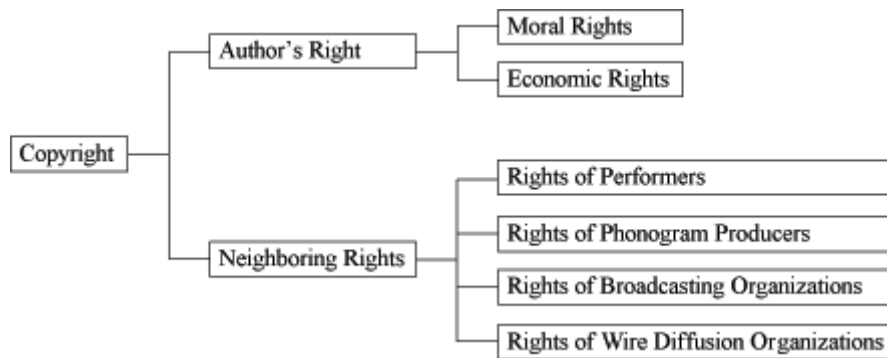 Moral Rights
Author's Right
Economic Rights
Copyright
Rights of Performers
Rights of Phonogram Producers
Neighboring Rights
Rights of Broadcasting Organizations
Rights of Wire Diffusion Organizations